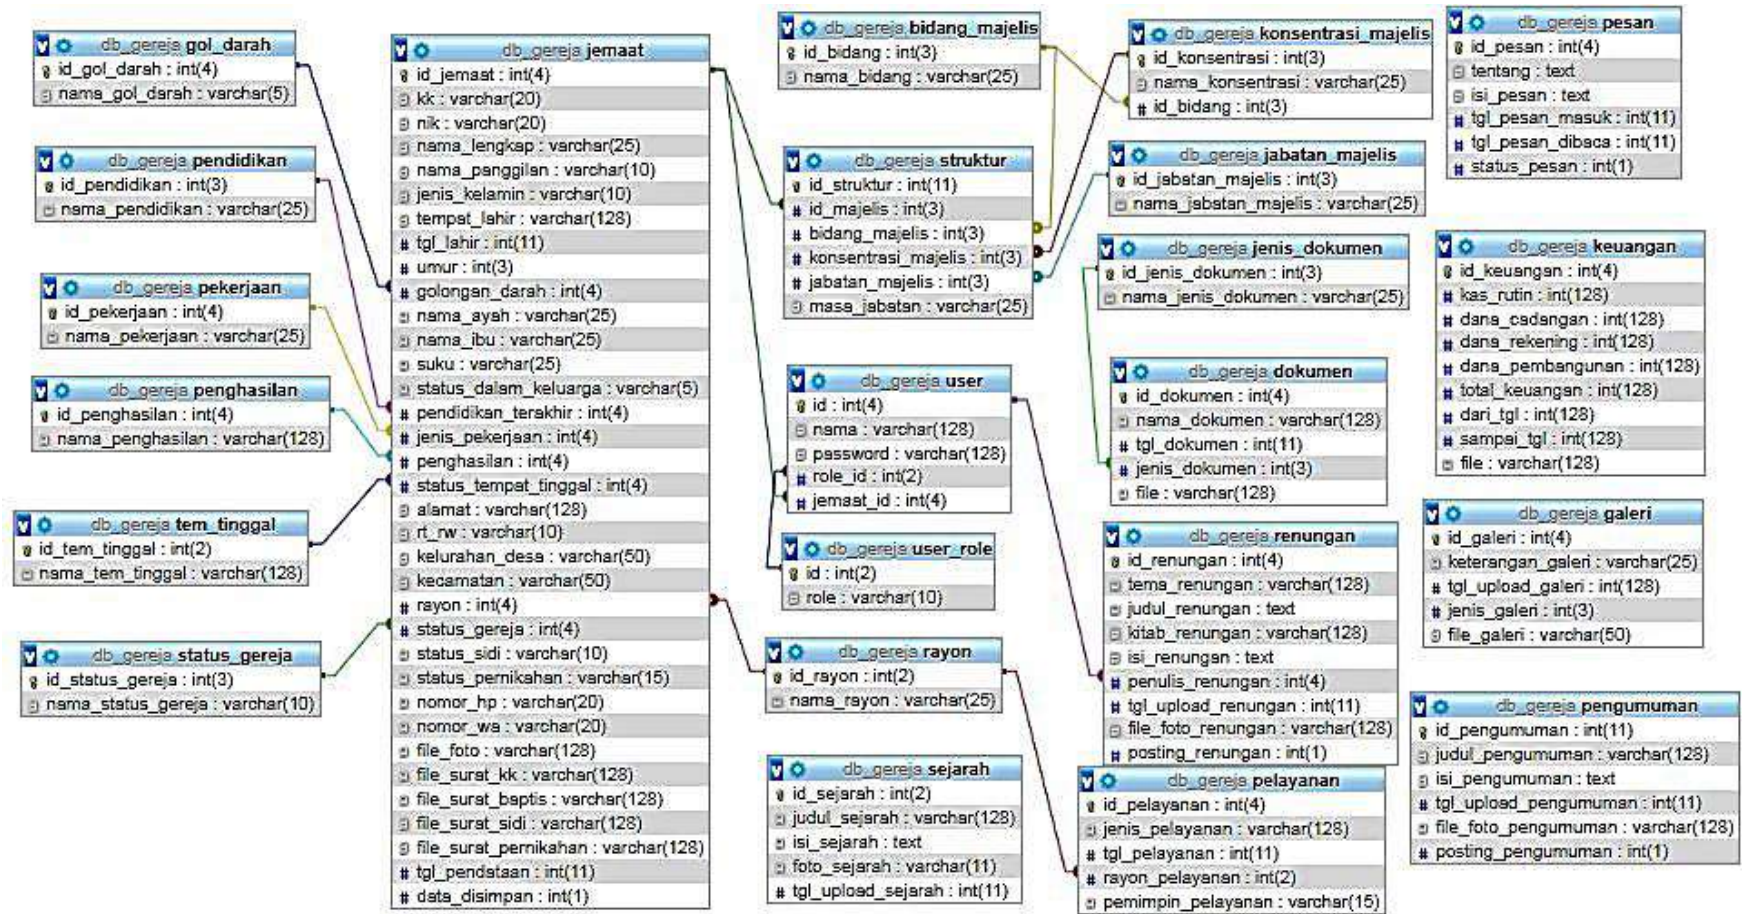 db_gereja gol_darah
id_gol_darah : int(4)
nama_gol_darah : varchar(5)
db_gereja pendidikan
id_pendidikan : int(3)
nama_pendidikan : varchar(25)
db_gereja pekerjaan
id_pekerjaan : int(4)
nama_pekerjaan : varchar(25)
db_gereja penghasilan
id_penghasilan : int(4)
nama_penghasilan : varchar(128)
db_gereja tem_tinggal
id_tem_tinggal : int(2)
nama_tem_tinggal : varchar(128)
db_gereja status_gereja
id_status_gereja : int(3)
nama_status_gereja : varchar(10)
db_gereja jemaat
id_jemaat : int(4)
kk : varchar(20)
nik : varchar(20)
nama_lengkap : varchar(25)
nama_panggilan : varchar(10)
jenis_kelamin : varchar(10)
tempat_lahir : varchar(128)
# tgl_lahir : int(11)
# umur : int(3)
# golongan_darah : int(4)
nama_ayah : varchar(25)
nama_ibu : varchar(25)
suku : varchar(25)
status_dalam_keluarga : varchar(5)
# pendidikan_terakhir : int(4)
# jenis_pekerjaan : int(4)
# penghasilan : int(4)
# status_tempat_tinggal : int(4)
alamat : varchar(128)
rt_rw : varchar(10)
kelurahan_desa : varchar(50)
kecamatan : varchar(50)
# rayon : int(4)
# status_gereja : int(4)
status_sidi : varchar(10)
status_pernikahan : varchar(15)
nomor_hp : varchar(20)
nomor_wa : varchar(20)
file_foto : varchar(128)
file_surat_kk : varchar(128)
file_surat_baptis : varchar(128)
file_surat_sidi : varchar(128)
file_surat_pernikahan : varchar(128)
# tgl_pendataan : int(11)
# data_disimpan : int(1)
db_gereja bidang_majelis
id_bidang : int(3)
nama_bidang : varchar(25)
db_gereja struktur
id_struktur : int(11)
# id_majelis : int(3)
# bidang_majelis : int(3)
# konsentrasi_majelis : int(3)
# jabatan_majelis : int(3)
masa_jabatan : varchar(25)
db_gereja user
id : int(4)
nama : varchar(128)
password : varchar(128)
# role_id : int(2)
# jemaat_id : int(4)
db_gereja user_role
id : int(2)
role : varchar(10)
db_gereja rayon
id_rayon : int(2)
nama_rayon : varchar(25)
db_gereja sejarah
id_sejarah : int(2)
judul_sejarah : varchar(128)
isi_sejarah : text
foto_sejarah : varchar(11)
# tgl_upload_sejarah : int(11)
db_gereja konsentrasi_majelis
id_konsentrasi : int(3)
nama_konsentrasi : varchar(25)
# id_bidang : int(3)
db_gereja jabatan_majelis
id_jabatan_majelis : int(3)
nama_jabatan_majelis : varchar(25)
db_gereja jenis_dokumen
id_jenis_dokumen : int(3)
nama_jenis_dokumen : varchar(25)
db_gereja dokumen
id_dokumen : int(4)
nama_dokumen : varchar(128)
# tgl_dokumen : int(11)
# jenis_dokumen : int(3)
file : varchar(128)
db_gereja renungan
id_renungan : int(4)
tema_renungan : varchar(128)
judul_renungan : text
kitab_renungan : varchar(128)
isi_renungan : text
# penulis_renungan : int(4)
# tgl_upload_renungan : int(11)
file_foto_renungan : varchar(128)
# posting_renungan : int(1)
db_gereja pelayanan
id_pelayanan : int(4)
jenis_pelayanan : varchar(128)
# tgl_pelayanan : int(11)
# rayon_pelayanan : int(2)
pemimpin_pelayanan : varchar(15)
db_gereja pesan
id_pesan : int(4)
tentang : text
isi_pesan : text
# tgl_pesan_masuk : int(11)
# tgl_pesan_dibaca : int(11)
# status_pesan : int(1)
db_gereja keuangan
id_keuangan : int(4)
# kas_rutin : int(128)
# dana_cadangan : int(128)
# dana_rekening : int(128)
# dana_pembangunan : int(128)
# total_keuangan : int(128)
# dari_tgl : int(128)
# sampai_tgl : int(128)
file : varchar(128)
db_gereja galeri
id_galeri : int(4)
keterangan_galeri : varchar(25)
# tgl_upload_galeri : int(128)
# jenis_galeri : int(3)
file_galeri : varchar(50)
db_gereja pengumuman
id_pengumuman : int(11)
judul_pengumuman : varchar(128)
isi_pengumuman : text
# tgl_upload_pengumuman : int(11)
file_foto_pengumuman : varchar(128)
# posting_pengumuman : int(1)